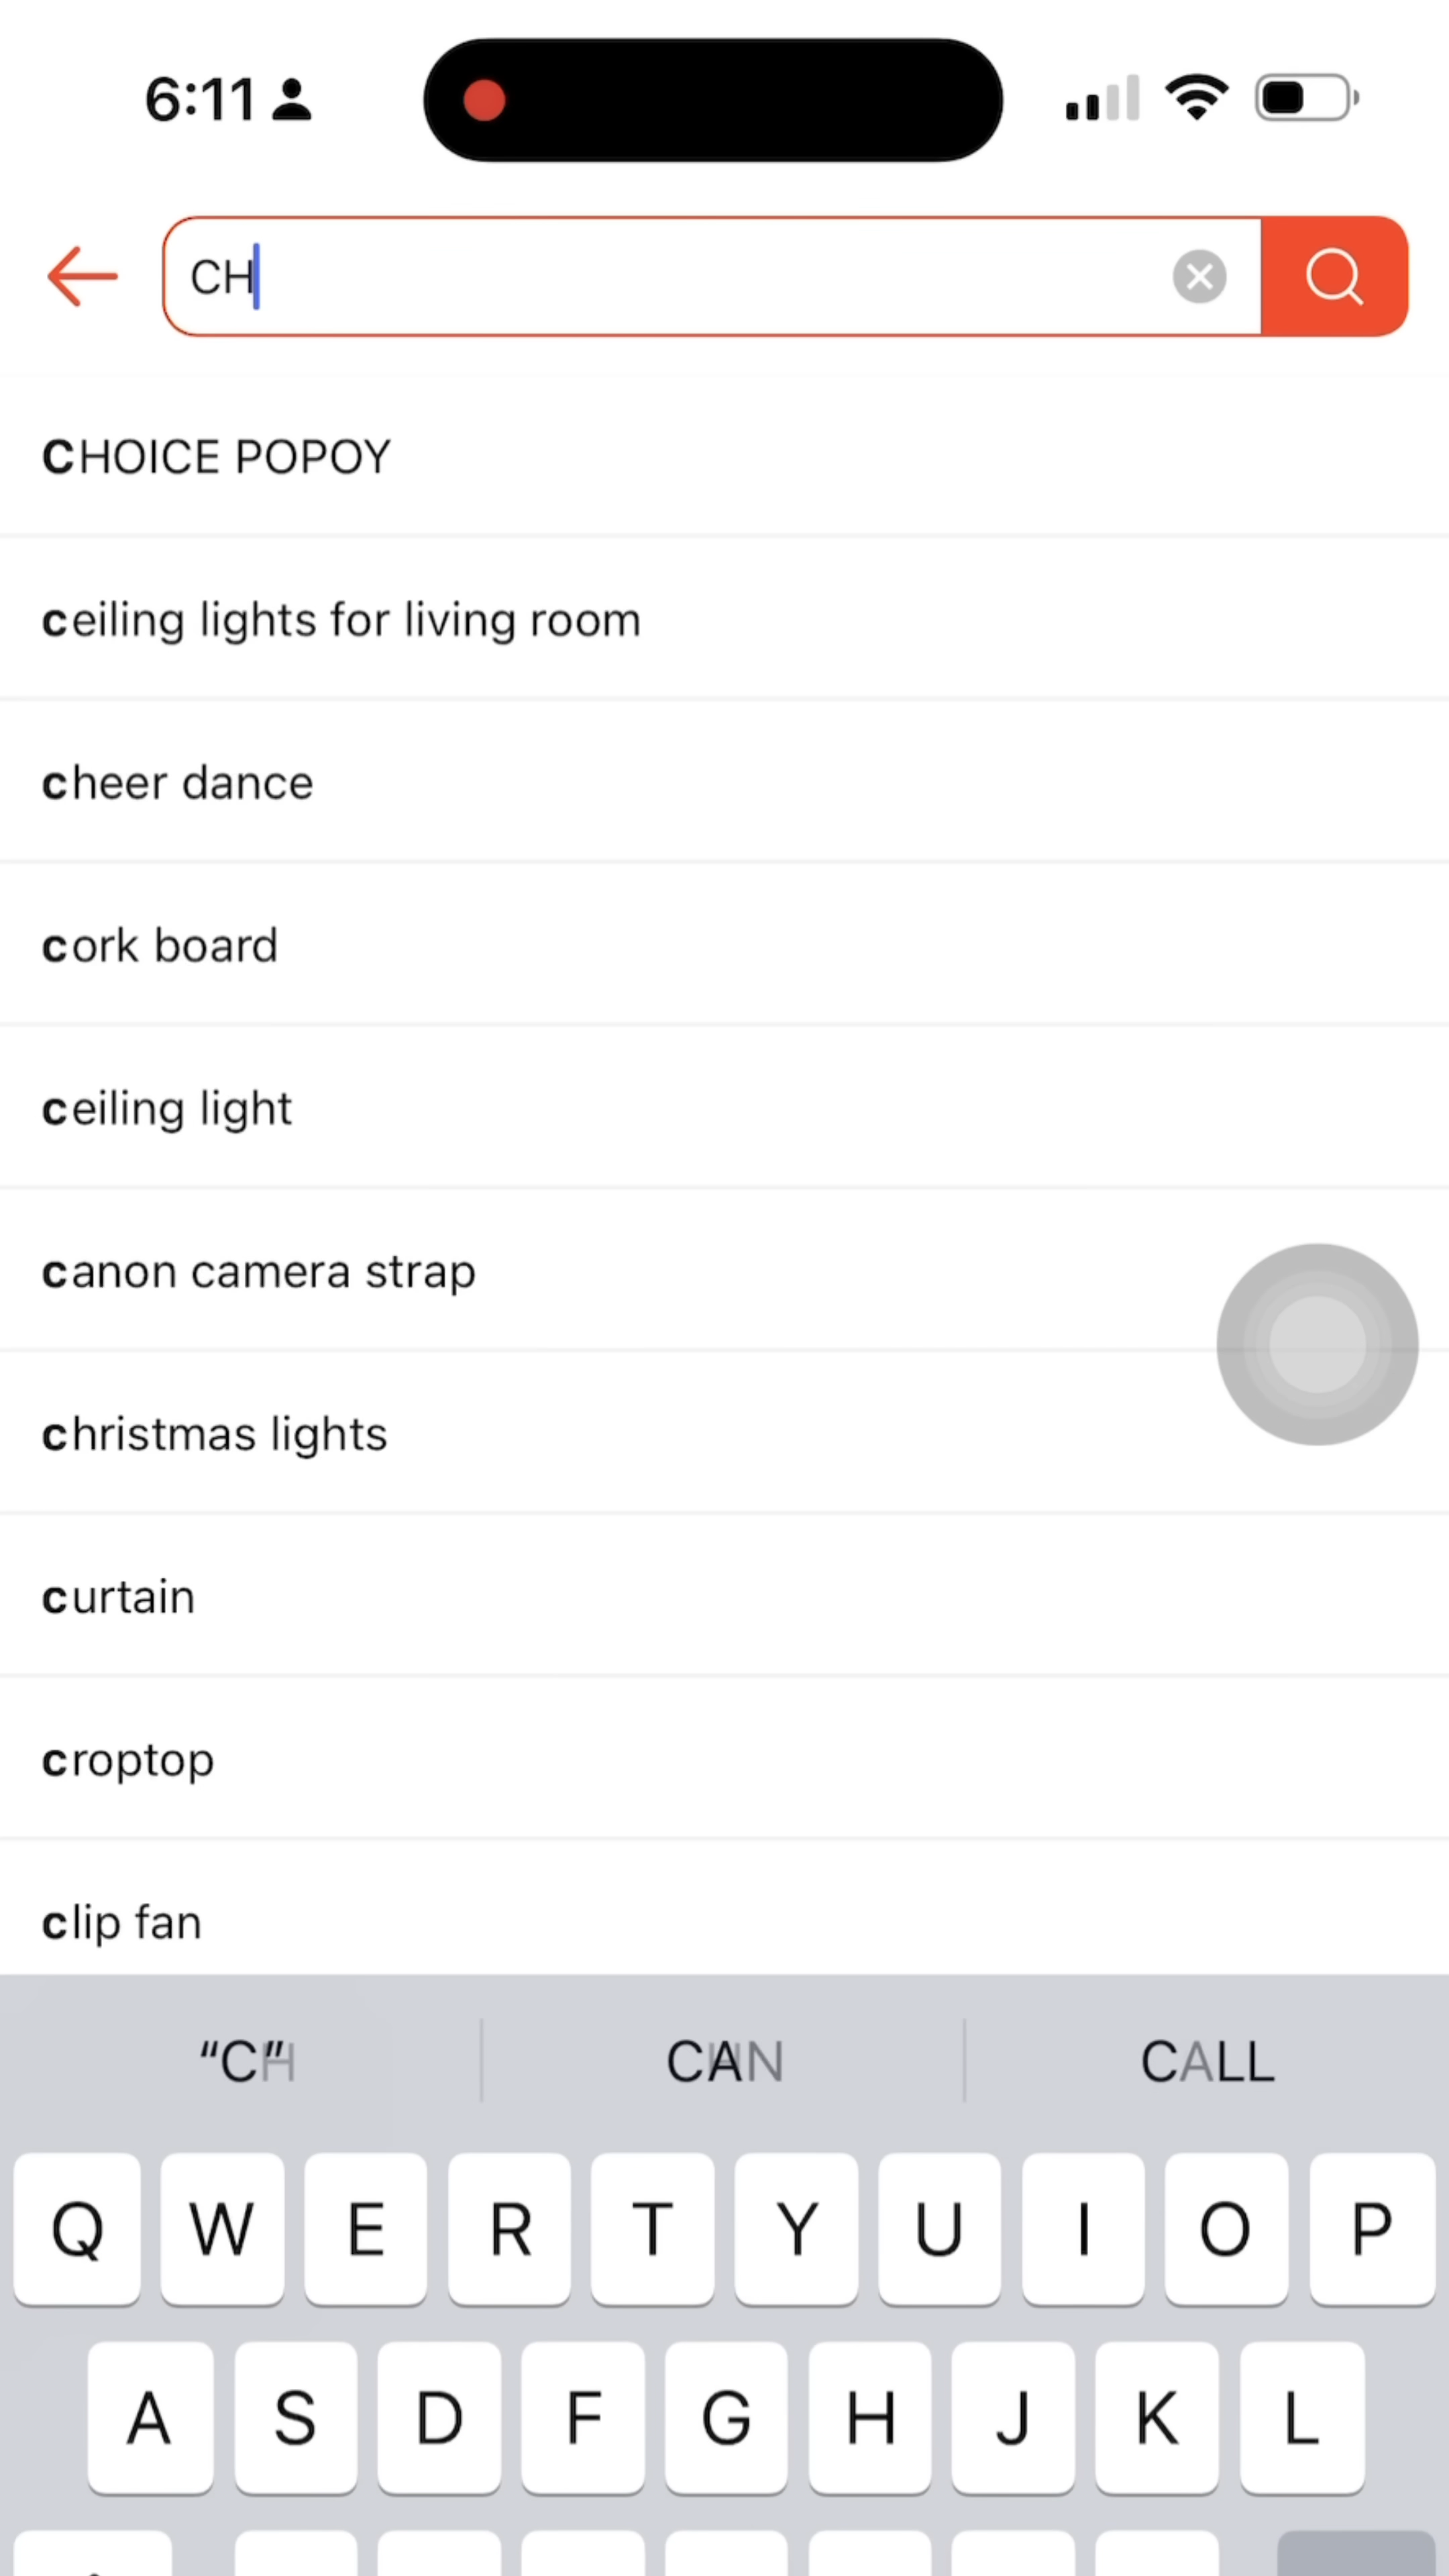 6:11
CH
CHOICE POPOY
ceiling lights for living room
cheer dance
cork board
ceiling light
canon camera strap
christmas lights
curtain
croptop
clip fan
“CH” CAN CALL
Q W E R T Y U I O P
A S D F G H J K L